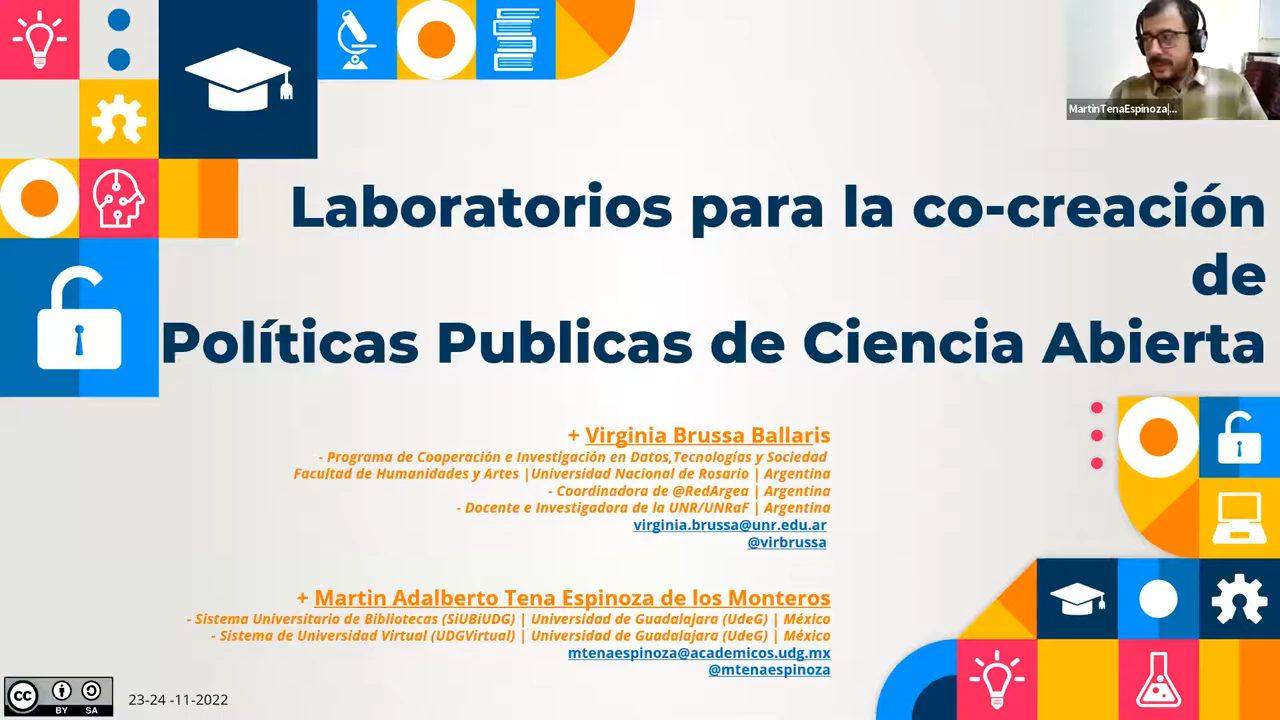 MartinTenaEspinoza|...
Laboratorios para la co-creación
de
Políticas Publicas de Ciencia Abierta
+ Virginia Brussa Ballaris
- Programa de Cooperación e Investigación en Datos,Tecnologías y Sociedad
Facultad de Humanidades y Artes |Universidad Nacional de Rosario | Argentina
- Coordinadora de @RedArgea | Argentina
- Docente e Investigadora de la UNR/UNRaF | Argentina
virginia.brussa@unr.edu.ar
@virbrussa
+ Martin Adalberto Tena Espinoza de los Monteros
- Sistema Universitario de Bibliotecas (SiUBiUDG) | Universidad de Guadalajara (UdeG) | México
- Sistema de Universidad Virtual (UDGVirtual) | Universidad de Guadalajara (UdeG) | México
mtenaespinoza@academicos.udg.mx
@mtenaespinoza
CC BY SA
23-24 -11-2022